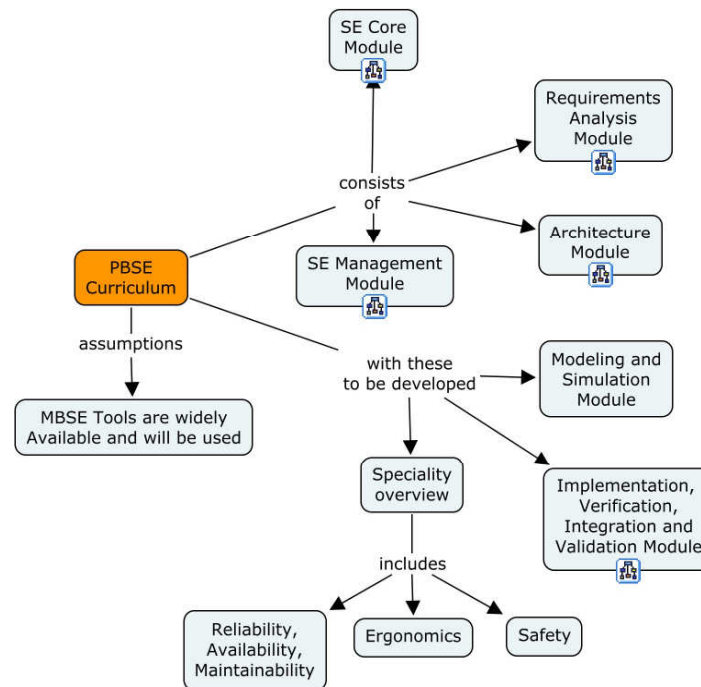 SE Core
Module
Requirements
Analysis
Module
consists
of
Architecture
Module
PBSE
Curriculum
SE Management
Module
assumptions
with these
to be developed
Modeling and
Simulation
Module
MBSE Tools are widely
Available and will be used
Speciality
overview
Implementation,
Verification,
Integration and
Validation Module
includes
Reliability,
Availability,
Maintainability
Ergonomics
Safety